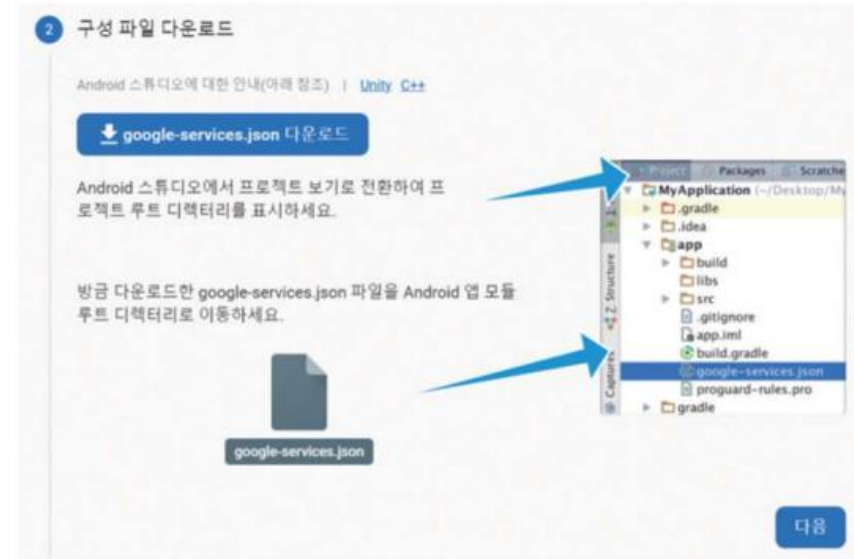 2 구성 파일 다운로드
Android 스튜디오에 대한 안내(아래 참조) | Unity C++
google-services.json 다운로드
Android 스튜디오에서 프로젝트 보기로 전환하여 프
로젝트 루트 디렉터리를 표시하세요.
방금 다운로드한 google-services.json 파일을 Android 앱 모듈
루트 디렉터리로 이동하세요.
google-services.json
Project Packages Scratche
MyApplication (~/Desktop/My
.gradle
.idea
app
build
libs
src
.gitignore
app.iml
build.gradle
google-services.json
proguard-rules.pro
gradle
Z: Structure
Captures
다음